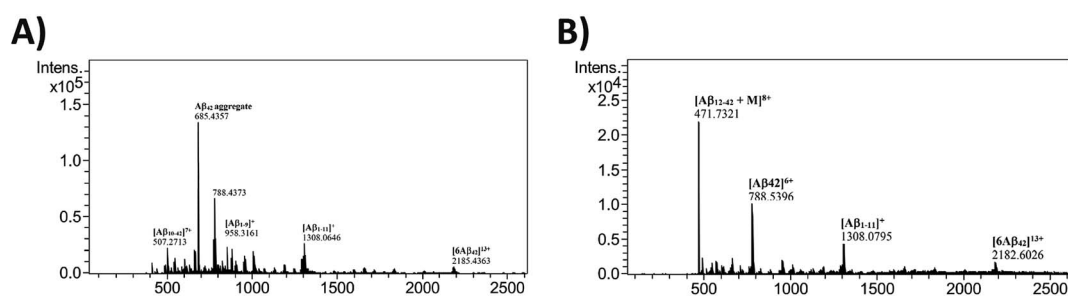 A)
Intens.
x10⁵
1.5
1.0
0.5
0.0
Aβ₄₂ aggregate
685.4357
788.4373
[Aβ₁₀₋₄₂]⁷⁺
507.2713
[Aβ₁₋₉]⁺
958.3161
[Aβ₁₋₁₁]⁺
1308.0646
[6Aβ₄₂]¹³⁺
2185.4363
500
1000
1500
2000
2500
B)
Intens.
x10⁴
2.5
2.0
1.5
1.0
0.5
0.0
[Aβ₁₂₋₄₂ + M]⁸⁺
471.7321
[Aβ42]⁶⁺
788.5396
[Aβ₁₋₁₁]⁺
1308.0795
[6Aβ₄₂]¹³⁺
2182.6026
500
1000
1500
2000
2500